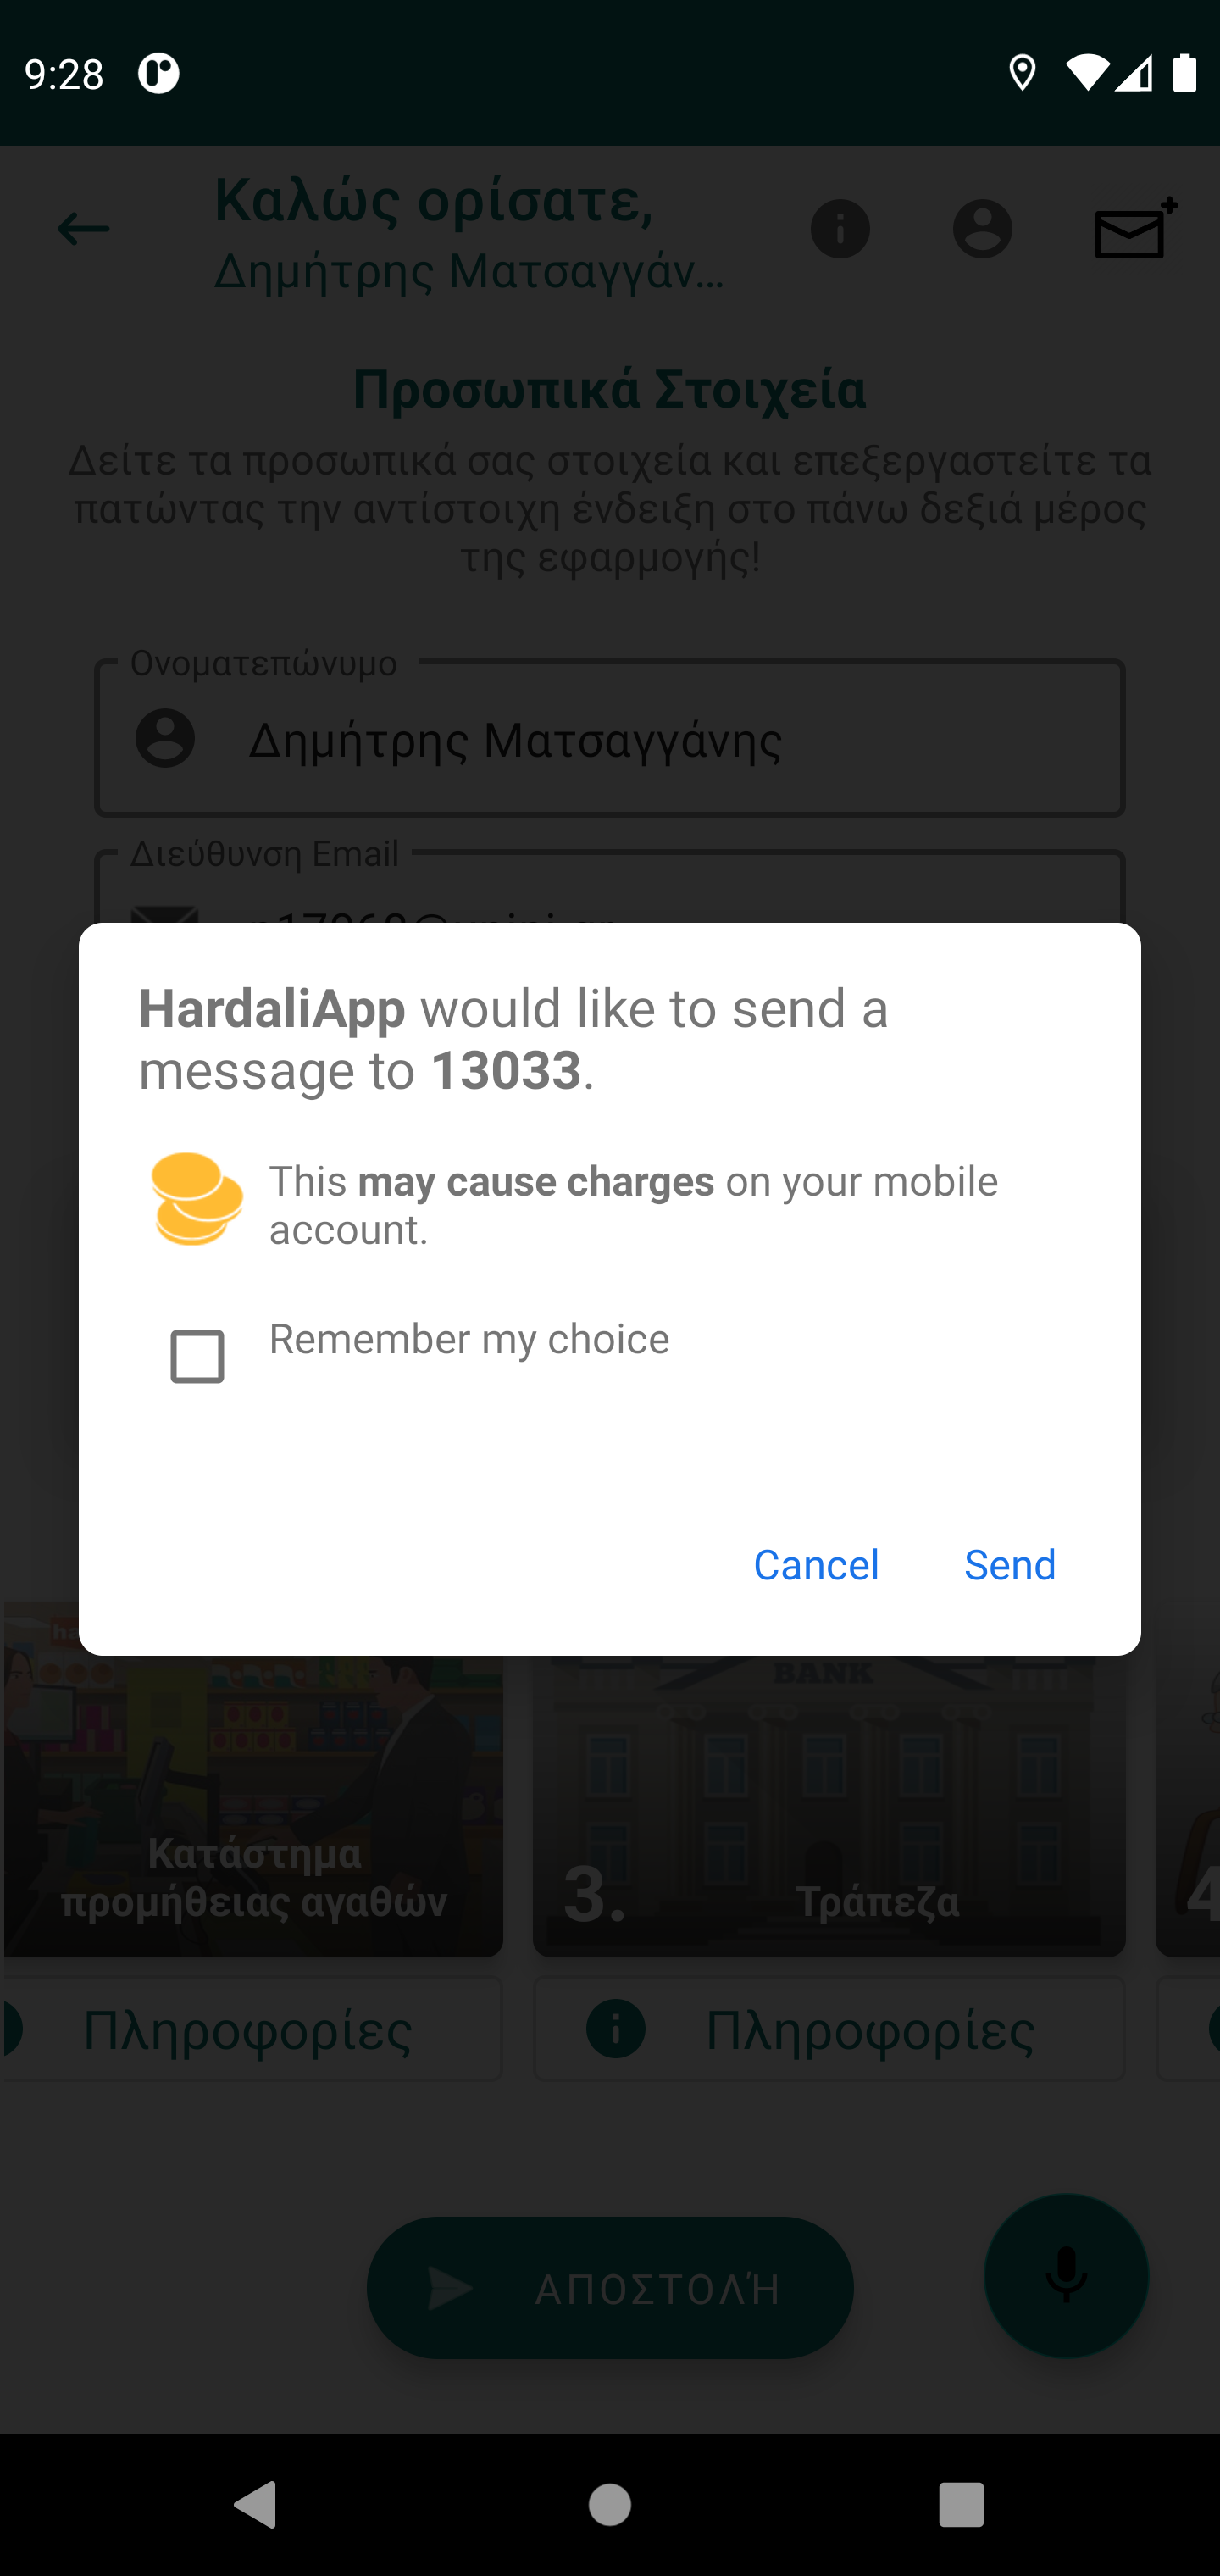 9:28
Καλώς ορίσατε,
Δημήτρης Ματσαγγάν...
Προσωπικά Στοιχεία
Δείτε τα προσωπικά σας στοιχεία και επεξεργαστείτε τα
πατώντας την αντίστοιχη ένδειξη στο πάνω δεξιά μέρος
της εφαρμογής!
Ονοματεπώνυμο
Δημήτρης Ματσαγγάνης
Διεύθυνση Email
HardaliApp would like to send a
message to 13033.
This may cause charges on your mobile
account.
Remember my choice
Cancel Send
BANK
Κατάστημα
προμήθειας αγαθών
3. Τράπεζα
4
Πληροφορίες
Πληροφορίες
ΑΠΟΣΤΟΛΉ